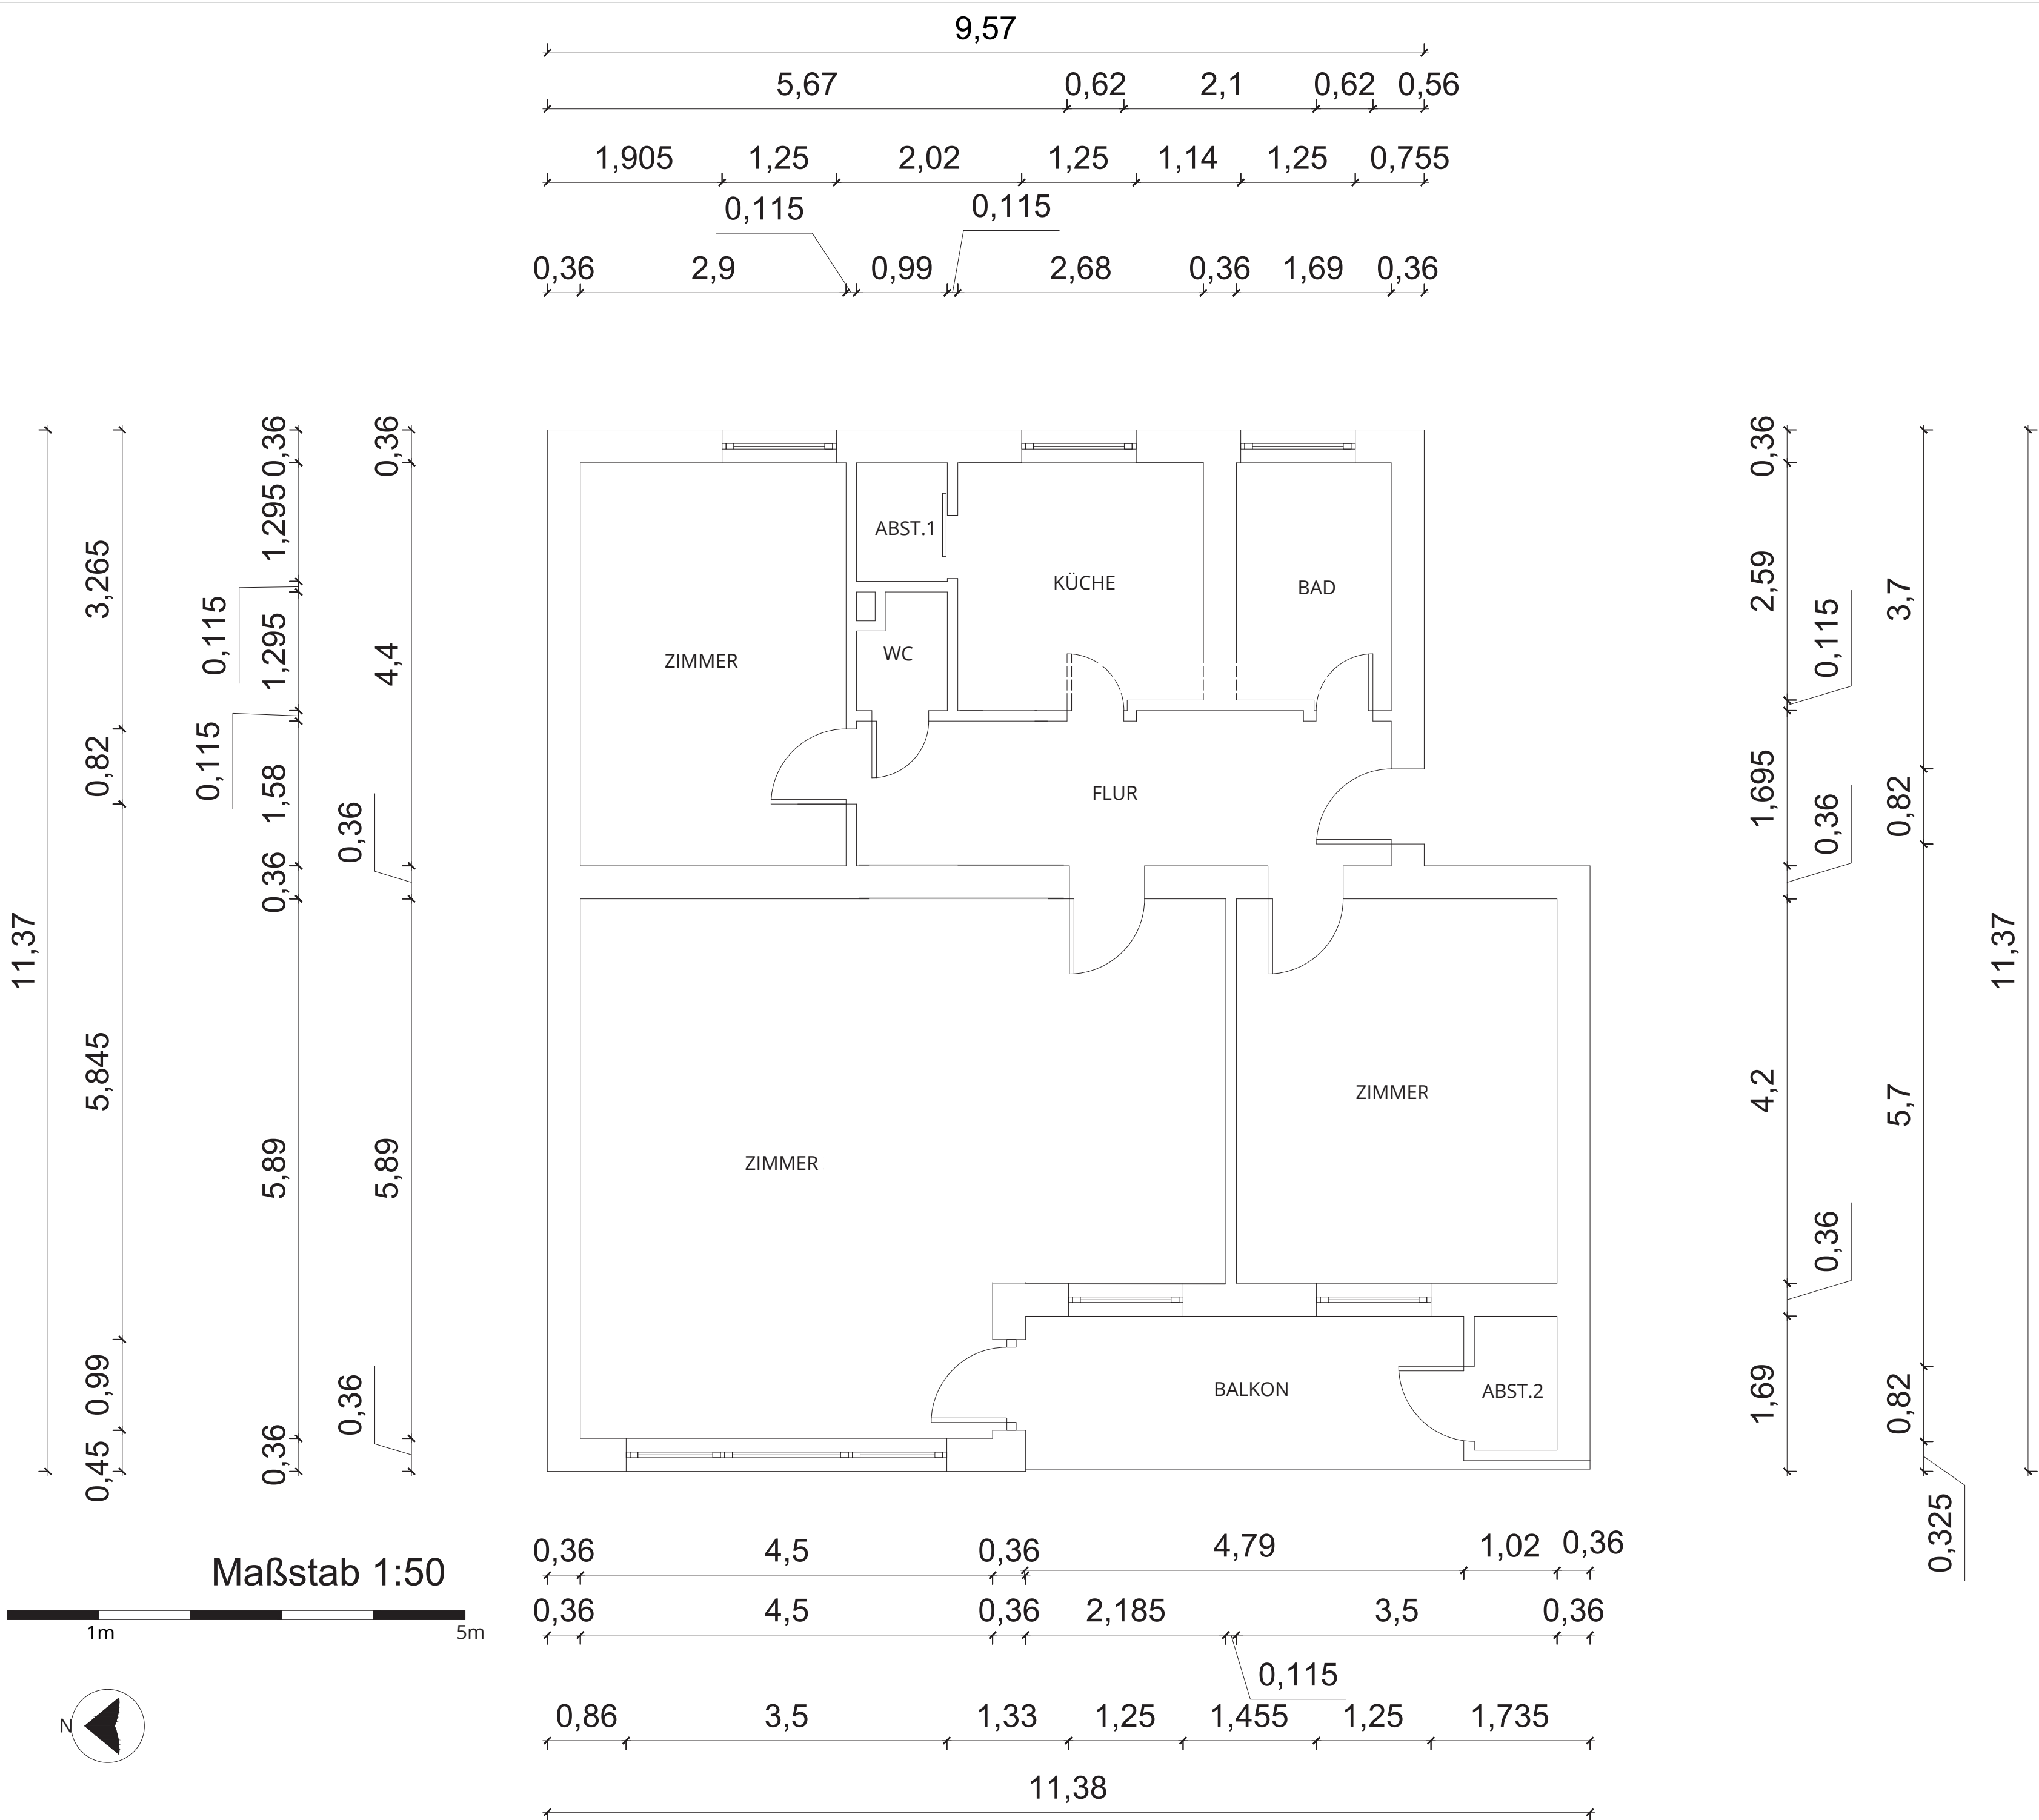 9,57
5,67 0,62 2,1 0,62 0,56
1,905 1,25 2,02 1,25 1,14 1,25 0,755
0,115 0,115
0,36 2,9 0,99 2,68 0,36 1,69 0,36
11,37
3,265 0,82 5,845 0,99 0,45
0,36 1,295 1,295 1,58 0,36 5,89 0,36
0,115 0,115
0,36 4,4 5,89
0,36 0,36
ABST.1
KÜCHE
BAD
ZIMMER
WC
FLUR
ZIMMER
ZIMMER
BALKON
ABST.2
0,36 2,59 1,695 4,2 1,69
0,115 0,36 0,36
3,7 0,82 5,7 0,82
0,325
11,37
0,36 4,5 0,36 4,79 1,02 0,36
0,36 4,5 0,36 2,185 3,5 0,36
0,115
0,86 3,5 1,33 1,25 1,455 1,25 1,735
11,38
Maßstab 1:50
1m 5m
N